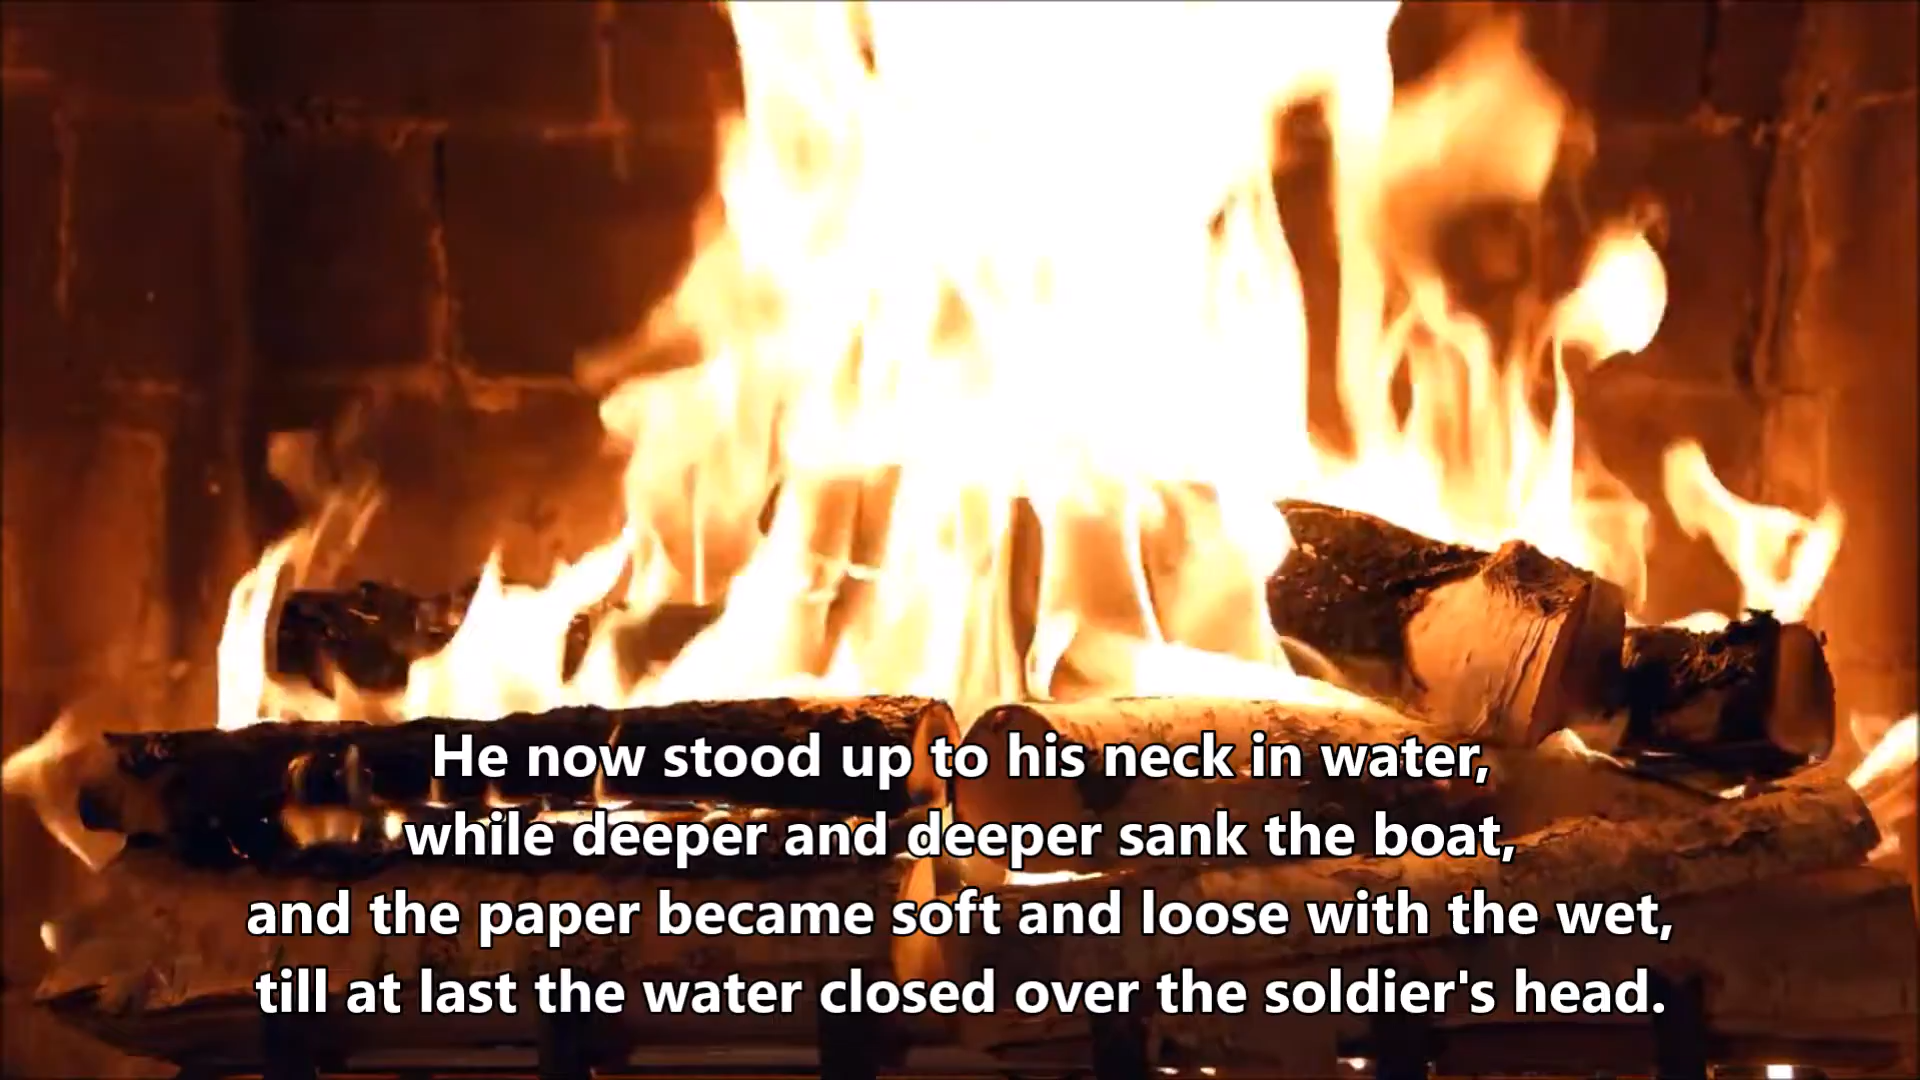 He now stood up to his neck in water,
while deeper and deeper sank the boat,
and the paper became soft and loose with the wet,
till at last the water closed over the soldier's head.